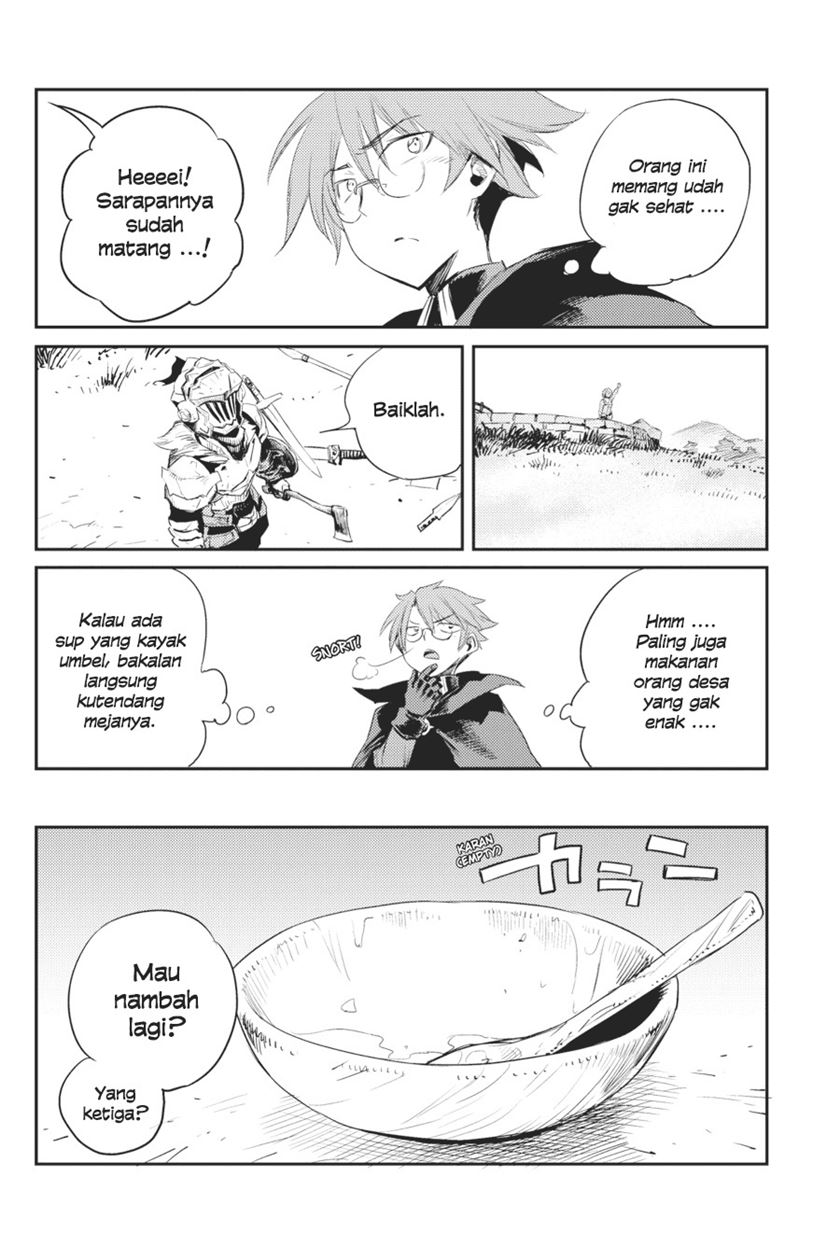 Orang ini
memang udah
gak sehat ....
Heeeei!
Sarapannya
sudah
matang ...!
Baiklah.
Hmm ....
Paling juga
makanan
orang desa
yang gak
enak ....
SNORT!
Kalau ada
sup yang kayak
umbel, bakalan
langsung
kutendang
mejanya.
カラン
KARAN
(EMPTY)
Mau
nambah
lagi?
Yang
ketiga?